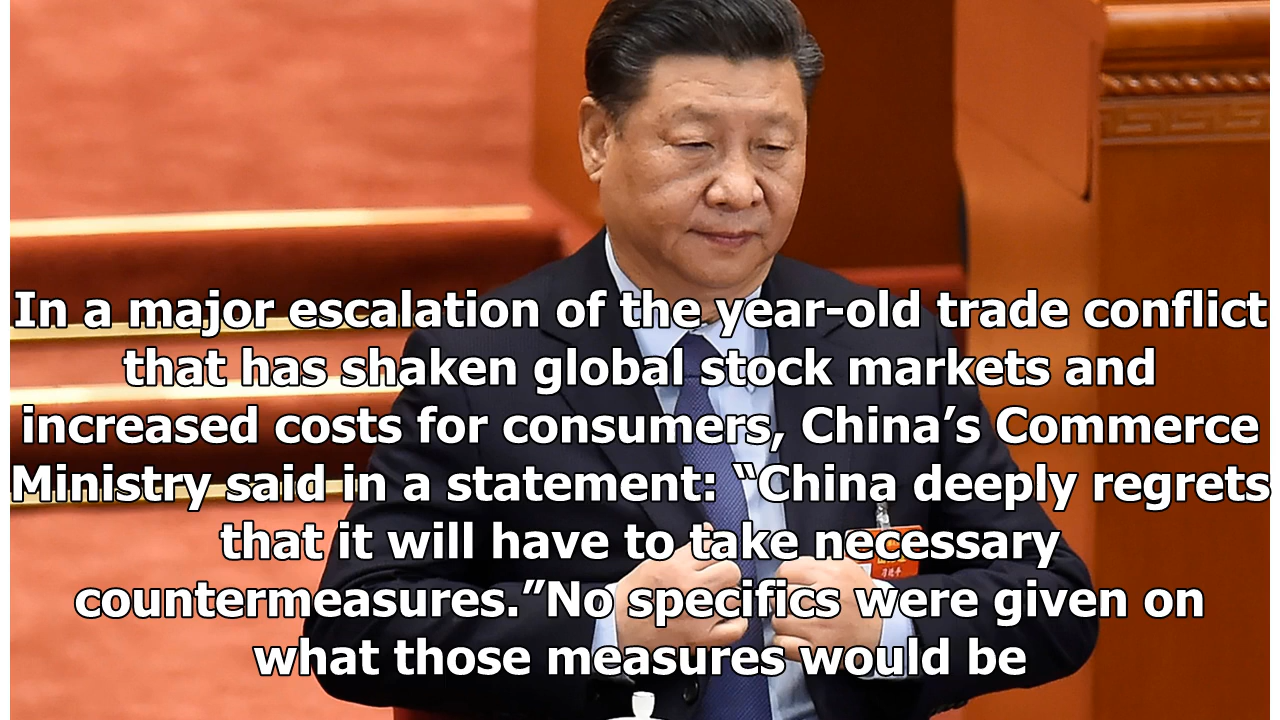 In a major escalation of the year-old trade conflict
that has shaken global stock markets and
increased costs for consumers, China’s Commerce
Ministry said in a statement: “China deeply regrets
that it will have to take necessary
countermeasures.”No specifics were given on
what those measures would be